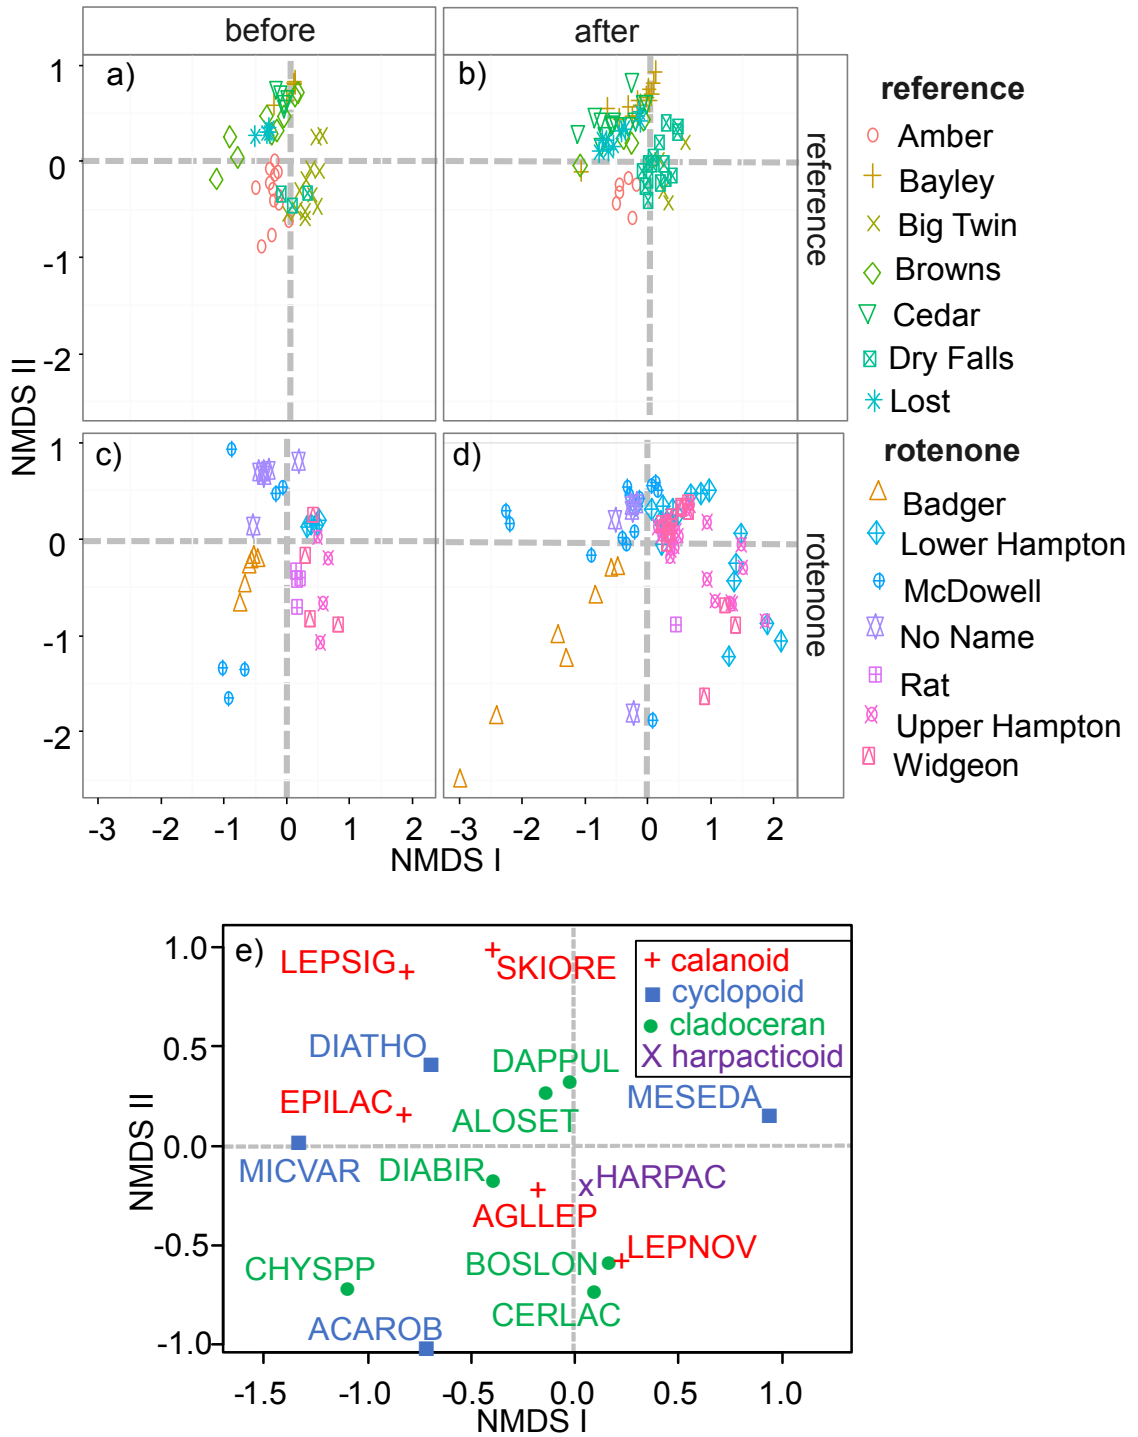 before
after
a)
b)
1
0
-1
-2
reference
NMDS II
c)
d)
1
0
-1
-2
rotenone
-3
-2
-1
0
1
2
-3
-2
-1
0
1
2
NMDS I
reference
Amber
Bayley
Big Twin
Browns
Cedar
Dry Falls
Lost
rotenone
Badger
Lower Hampton
McDowell
No Name
Rat
Upper Hampton
Widgeon
e)
calanoid
cyclopoid
cladoceran
harpacticoid
LEPSIG
SKIORE
DIATHO
DAPPUL
EPILAC
ALOSET
MESEDA
MICVAR
DIABIR
HARPAC
AGLLEP
CHYSPP
BOSLON
LEPNOV
CERLAC
ACAROB
1.0
0.5
0.0
-0.5
-1.0
NMDS II
-1.5
-1.0
-0.5
0.0
0.5
1.0
NMDS I